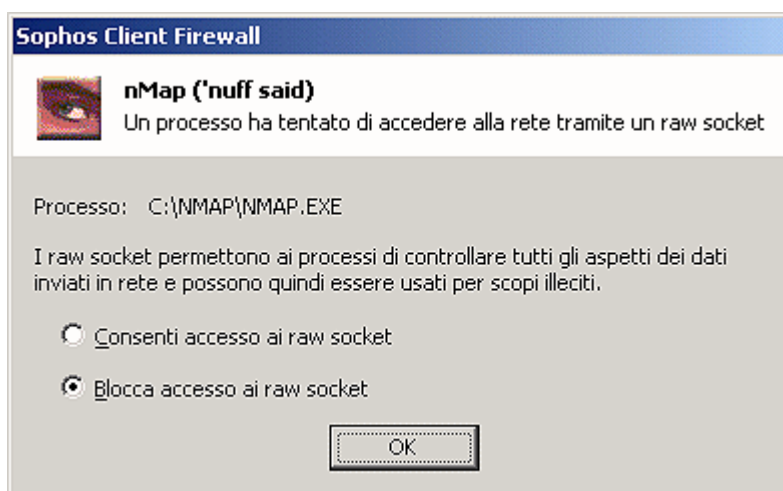 Sophos Client Firewall
nMap ('nuff said)
Un processo ha tentato di accedere alla rete tramite un raw socket
Processo: C:\NMAP\NMAP.EXE
I raw socket permettono ai processi di controllare tutti gli aspetti dei dati
inviati in rete e possono quindi essere usati per scopi illeciti.
Consenti accesso ai raw socket
Blocca accesso ai raw socket
OK